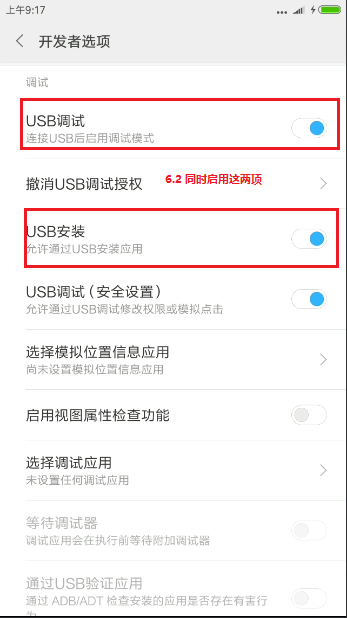 上午9:17
开发者选项
调试
USB调试
连接USB后启用调试模式
撤消USB调试授权
6.2 同时启用这两项
USB安装
允许通过USB安装应用
USB调试（安全设置）
允许通过USB调试修改权限或模拟点击
选择模拟位置信息应用
尚未设置模拟位置信息应用
启用视图属性检查功能
选择调试应用
未设置任何调试应用
等待调试器
调试应用会在执行前等待附加调试器
通过USB验证应用
通过 ADB/ADT 检查安装的应用是否存在有害行
为